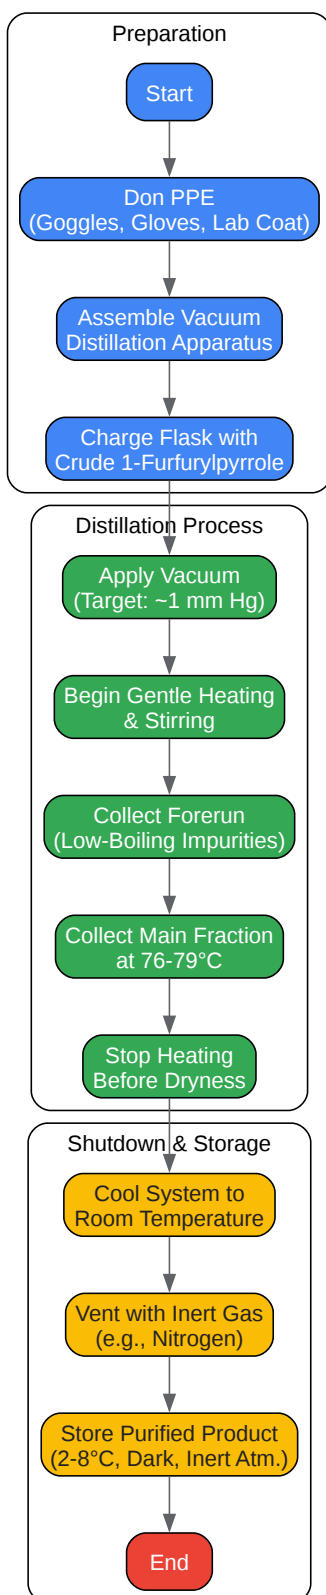 Preparation
Start
Don PPE
(Goggles, Gloves, Lab Coat)
Assemble Vacuum
Distillation Apparatus
Charge Flask with
Crude 1-Furfurylpyrrole
Distillation Process
Apply Vacuum
(Target: ~1 mm Hg)
Begin Gentle Heating
& Stirring
Collect Forerun
(Low-Boiling Impurities)
Collect Main Fraction
at 76-79°C
Stop Heating
Before Dryness
Shutdown & Storage
Cool System to
Room Temperature
Vent with Inert Gas
(e.g., Nitrogen)
Store Purified Product
(2-8°C, Dark, Inert Atm.)
End